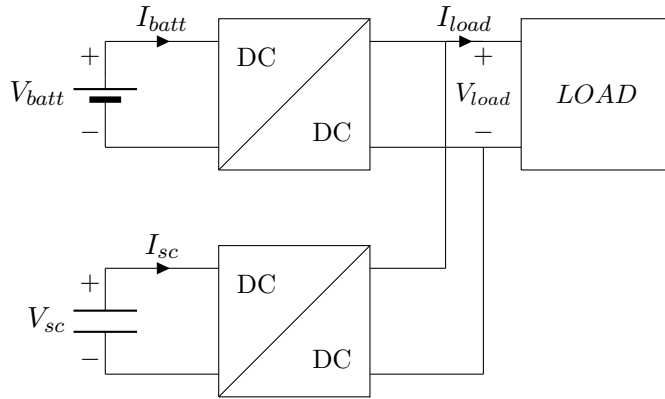 I_batt
I_load
+
DC
+
V_batt
V_load
LOAD
−
DC
−
I_sc
+
DC
V_sc
−
DC